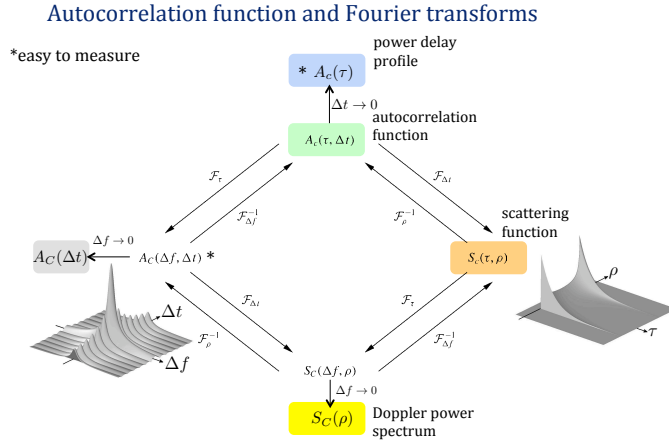 Autocorrelation function and Fourier transforms
*easy to measure
power delay
profile
* A_c(τ)
Δt → 0
autocorrelation
function
A_c(τ, Δt)
ℱ_τ
ℱ_Δf^{-1}
ℱ_Δt
ℱ_ρ^{-1}
scattering
function
A_C(Δt)
Δf → 0
A_C(Δf, Δt) *
S_c(τ, ρ)
Δt
Δf
ρ
τ
ℱ_Δt
ℱ_ρ^{-1}
ℱ_τ
ℱ_Δf^{-1}
S_C(Δf, ρ)
Δf → 0
S_C(ρ)
Doppler power
spectrum